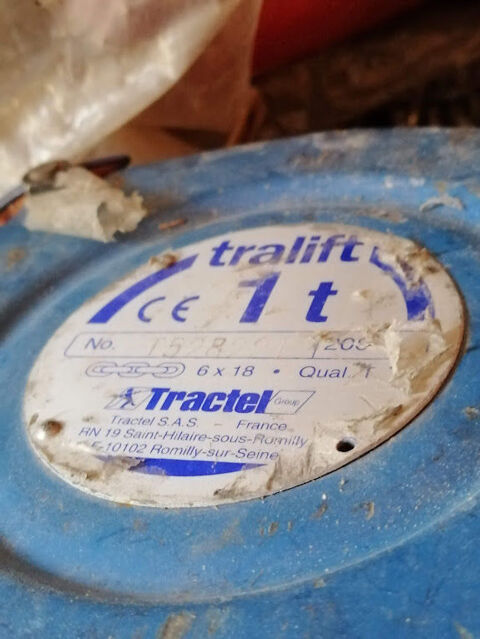 tralift
CE 1 t
No.
6 x 18 • Qual. T
Tractel Group
Tractel S.A.S. - France
RN 19 Saint-Hilaire-sous-Romilly
F-10102 Romilly-sur-Seine